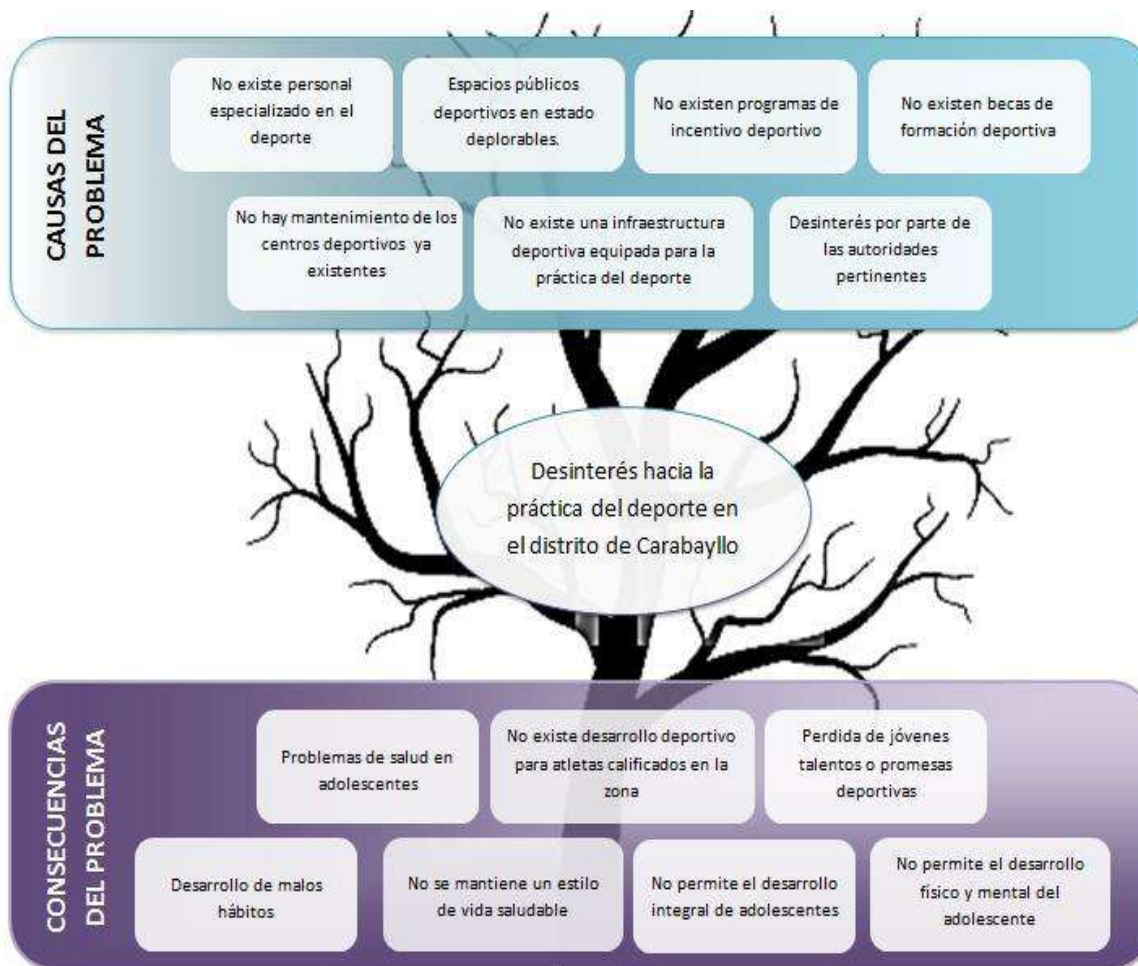 CAUSAS DEL
PROBLEMA
No existe personal
especializado en el
deporte
Espacios públicos
deportivos en estado
deplorables.
No existen programas de
incentivo deportivo
No existen becas de
formación deportiva
No hay mantenimiento de los
centros deportivos ya
existentes
No existe una infraestructura
deportiva equipada para la
práctica del deporte
Desinterés por parte de
las autoridades
pertinentes
Desinterés hacia la
práctica del deporte en
el distrito de Carabayllo
CONSECUENCIAS
DEL PROBLEMA
Problemas de salud en
adolescentes
No existe desarrollo deportivo
para atletas calificados en la
zona
Perdida de jóvenes
talentos o promesas
deportivas
Desarrollo de malos
hábitos
No se mantiene un estilo
de vida saludable
No permite el desarrollo
integral de adolescentes
No permite el desarrollo
físico y mental del
adolescente